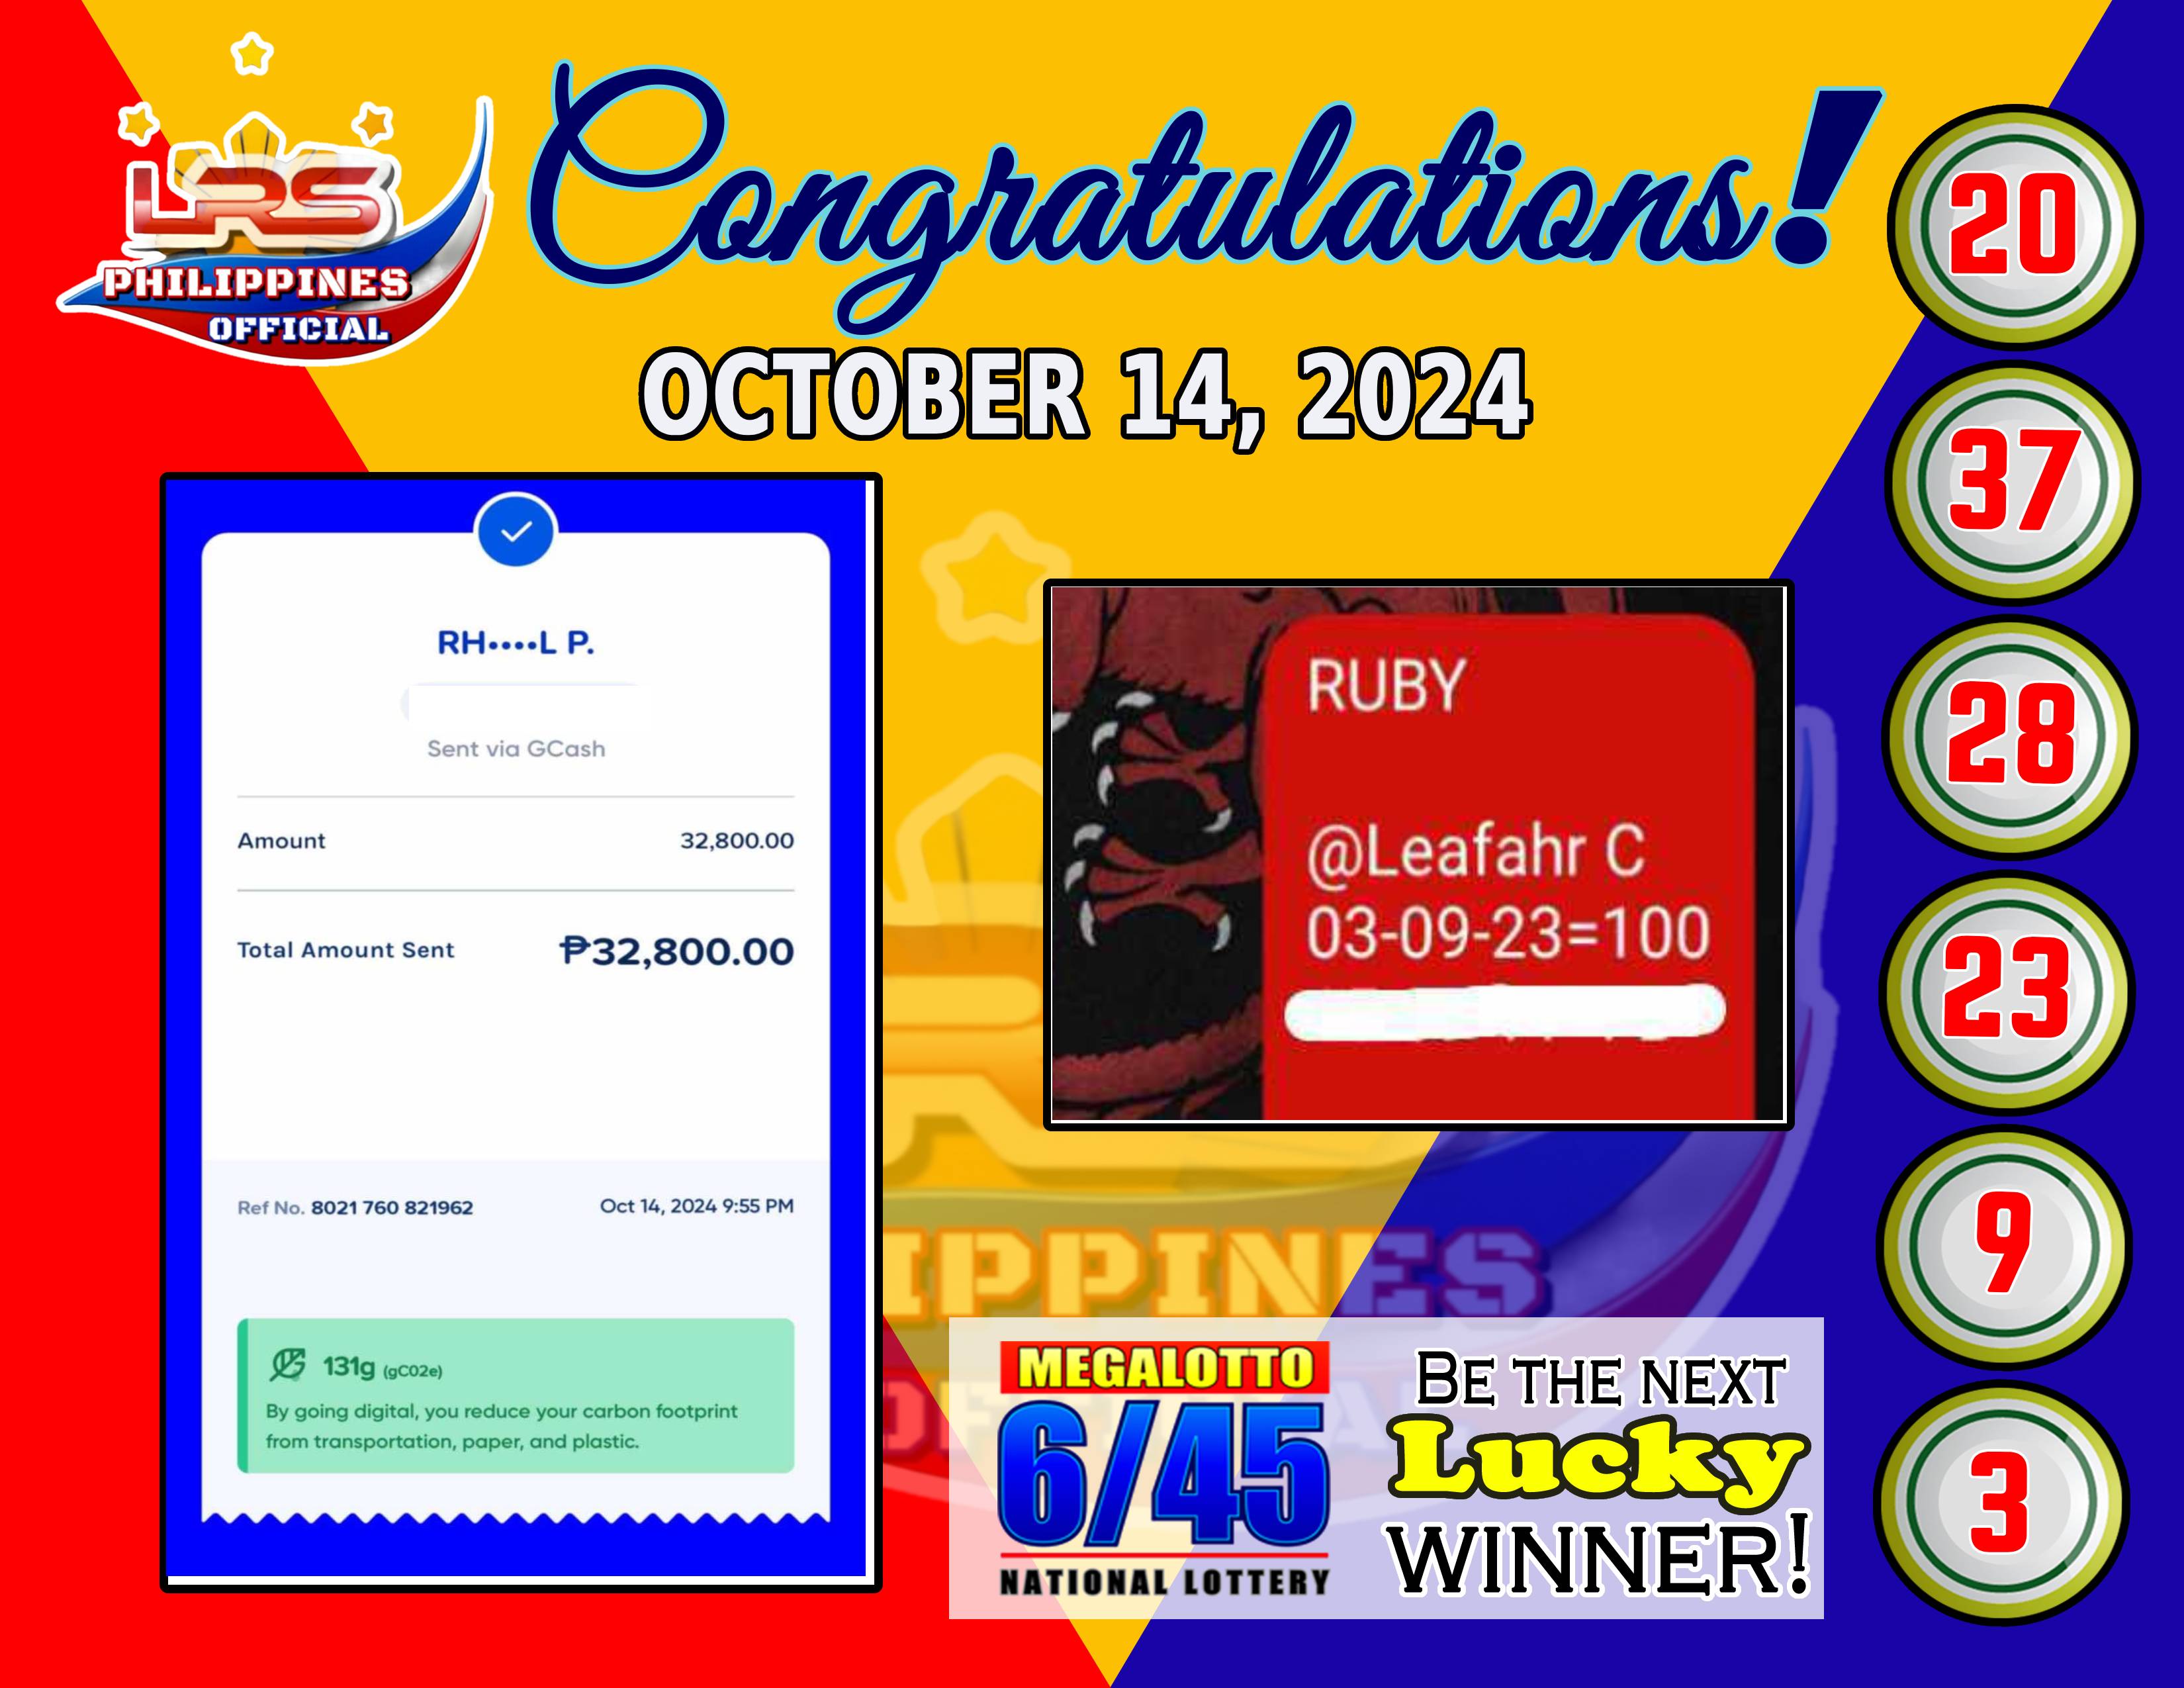 LRS
PHILIPPINES
OFFICIAL
Congratulations!
OCTOBER 14, 2024
RH••••L P.
Sent via GCash
Amount 32,800.00
Total Amount Sent ₱32,800.00
Ref No. 8021 760 821962 Oct 14, 2024 9:55 PM
131g (gCO2e)
By going digital, you reduce your carbon footprint
from transportation, paper, and plastic.
RUBY
@Leafahr C
03-09-23=100
MEGALOTTO
6/45
NATIONAL LOTTERY
BE THE NEXT
Lucky
WINNER!
20
37
28
23
9
3